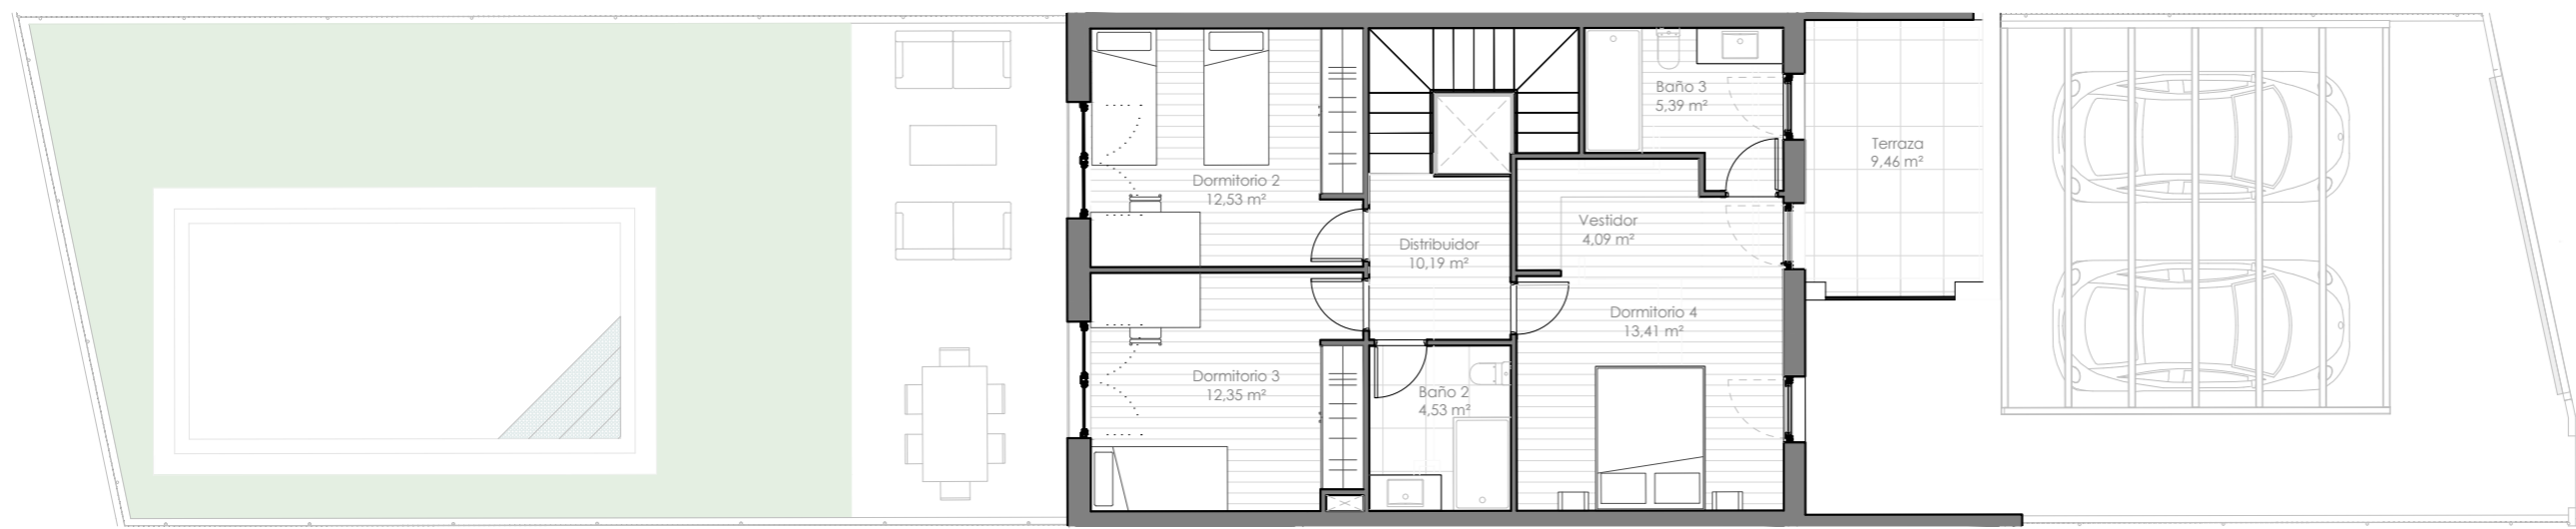 Baño 3
5,39 m²
Terraza
9,46 m²
Dormitorio 2
12,53 m²
Vestidor
4,09 m²
Distribuidor
10,19 m²
Dormitorio 4
13,41 m²
Dormitorio 3
12,35 m²
Baño 2
4,53 m²